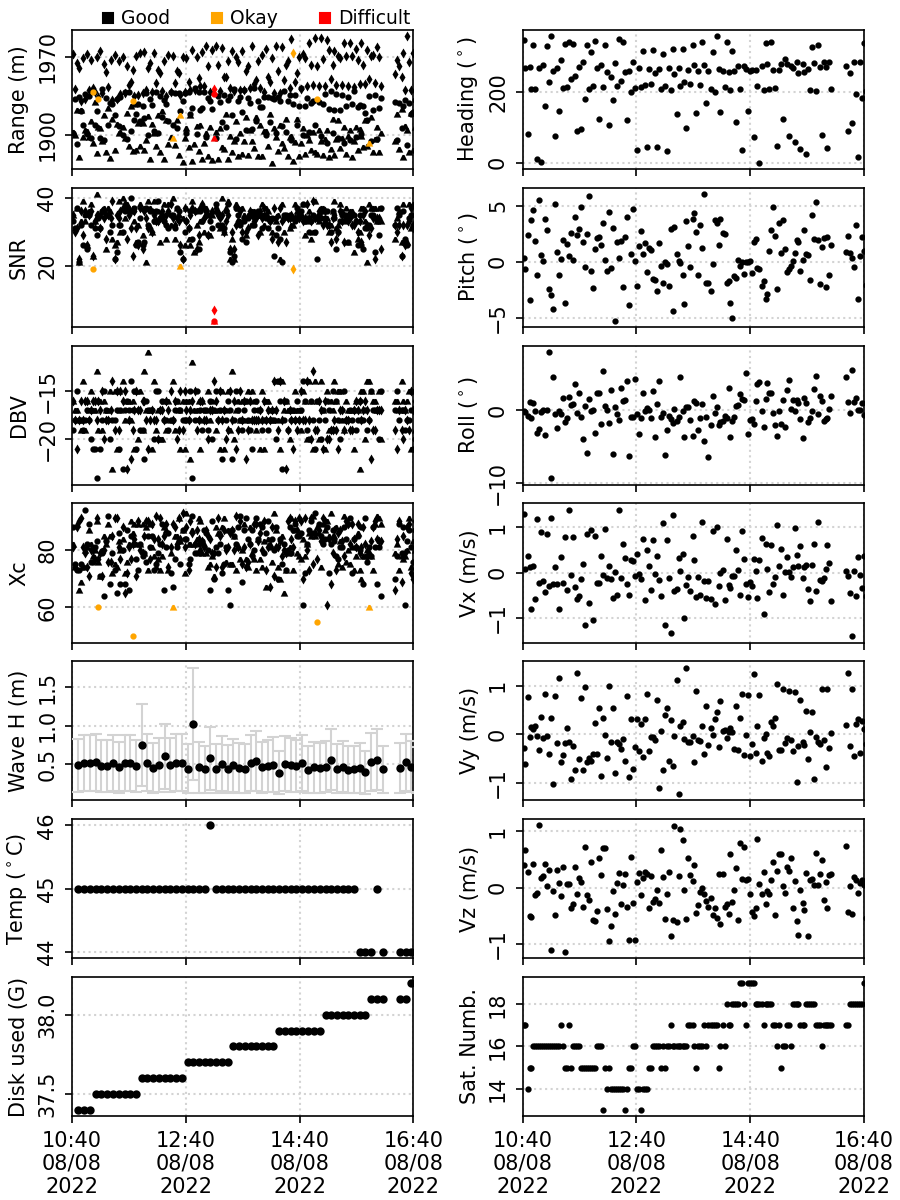 Good Okay Difficult
Range (m)
1970
1900
Heading (°)
200
0
SNR
40
20
Pitch (°)
5
0
−5
DBV
−15
−20
Roll (°)
0
−10
Xc
80
60
Vx (m/s)
1
0
−1
Wave H (m)
1.5
1.0
0.5
Vy (m/s)
1
0
−1
Temp (°C)
46
45
44
Vz (m/s)
1
0
−1
Disk used (G)
38.0
37.5
Sat. Numb.
18
16
14
10:40 12:40 14:40 16:40
08/08 08/08 08/08 08/08
2022 2022 2022 2022
10:40 12:40 14:40 16:40
08/08 08/08 08/08 08/08
2022 2022 2022 2022